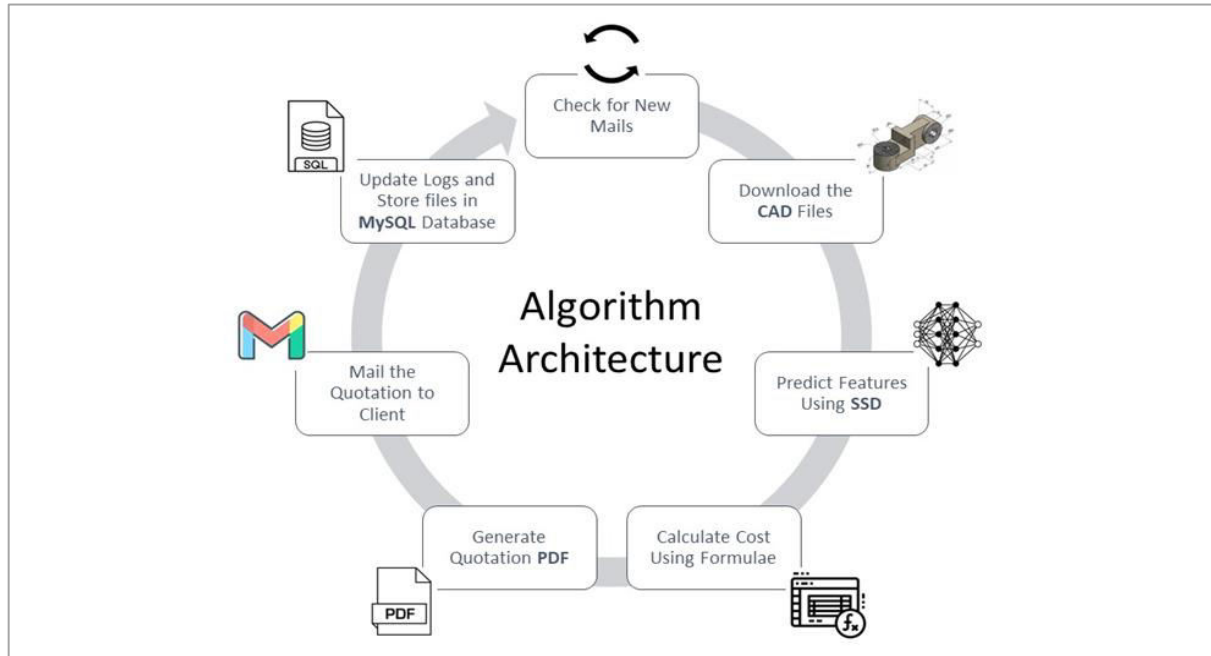 Check for New
Mails
Download the
CAD Files
Predict Features
Using SSD
Calculate Cost
Using Formulae
fx
Generate
Quotation PDF
PDF
Mail the
Quotation to
Client
Update Logs and
Store files in
MySQL Database
SQL
Algorithm
Architecture